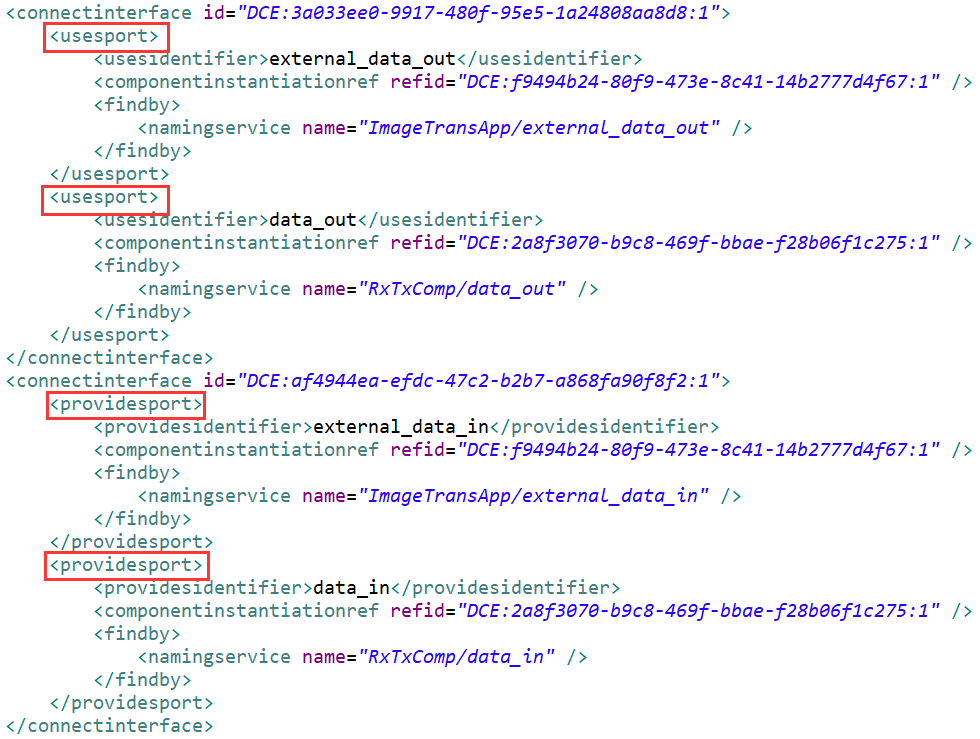 <connectinterface id="DCE:3a033ee0-9917-480f-95e5-1a24808aa8d8:1">
    <usesport>
        <usesidentifier>external_data_out</usesidentifier>
        <componentinstantiationref refid="DCE:f9494b24-80f9-473e-8c41-14b2777d4f67:1" />
        <findby>
            <namingservice name="ImageTransApp/external_data_out" />
        </findby>
    </usesport>
    <usesport>
        <usesidentifier>data_out</usesidentifier>
        <componentinstantiationref refid="DCE:2a8f3070-b9c8-469f-bbae-f28b06f1c275:1" />
        <findby>
            <namingservice name="RxTxComp/data_out" />
        </findby>
    </usesport>
</connectinterface>
<connectinterface id="DCE:af4944ea-efdc-47c2-b2b7-a868fa90f8f2:1">
    <providesport>
        <providesidentifier>external_data_in</providesidentifier>
        <componentinstantiationref refid="DCE:f9494b24-80f9-473e-8c41-14b2777d4f67:1" />
        <findby>
            <namingservice name="ImageTransApp/external_data_in" />
        </findby>
    </providesport>
    <providesport>
        <providesidentifier>data_in</providesidentifier>
        <componentinstantiationref refid="DCE:2a8f3070-b9c8-469f-bbae-f28b06f1c275:1" />
        <findby>
            <namingservice name="RxTxComp/data_in" />
        </findby>
    </providesport>
</connectinterface>